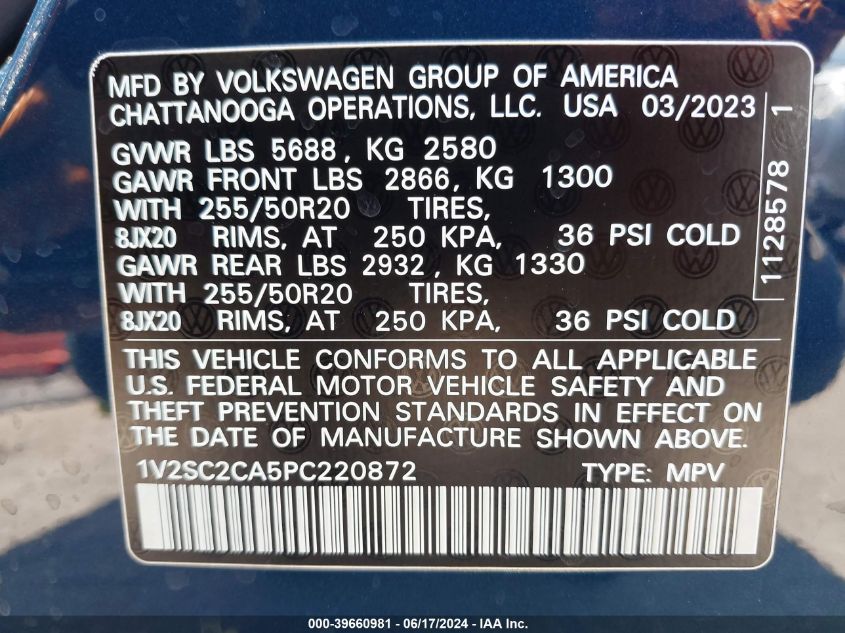 MFD BY VOLKSWAGEN GROUP OF AMERICA
CHATTANOOGA OPERATIONS, LLC. USA 03/2023
GVWR LBS 5688, KG 2580
GAWR FRONT LBS 2866, KG 1300
WITH 255/50R20 TIRES,
8JX20 RIMS, AT 250 KPA, 36 PSI COLD
GAWR REAR LBS 2932, KG 1330
WITH 255/50R20 TIRES,
8JX20 RIMS, AT 250 KPA, 36 PSI COLD
1128578 1
THIS VEHICLE CONFORMS TO ALL APPLICABLE
U.S. FEDERAL MOTOR VEHICLE SAFETY AND
THEFT PREVENTION STANDARDS IN EFFECT ON
THE DATE OF MANUFACTURE SHOWN ABOVE.
1V2SC2CA5PC220872 TYPE: MPV
000-39660981 - 06/17/2024 - IAA Inc.